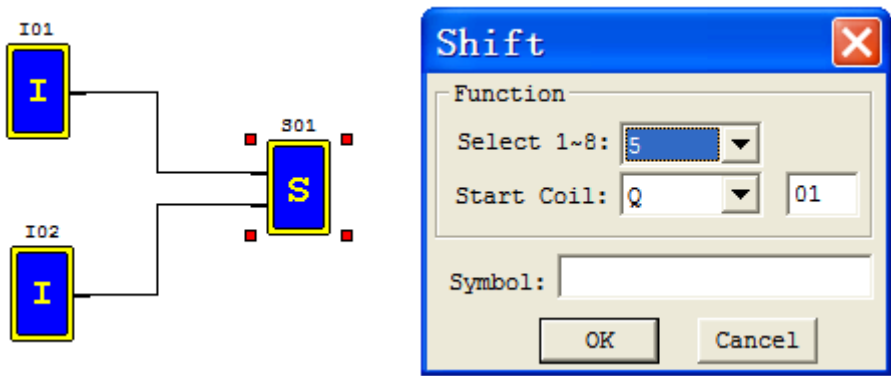 I01
I
S01
S
I02
I
Shift
Function
Select 1~8: 5
Start Coil: Q 01
Symbol:
OK Cancel